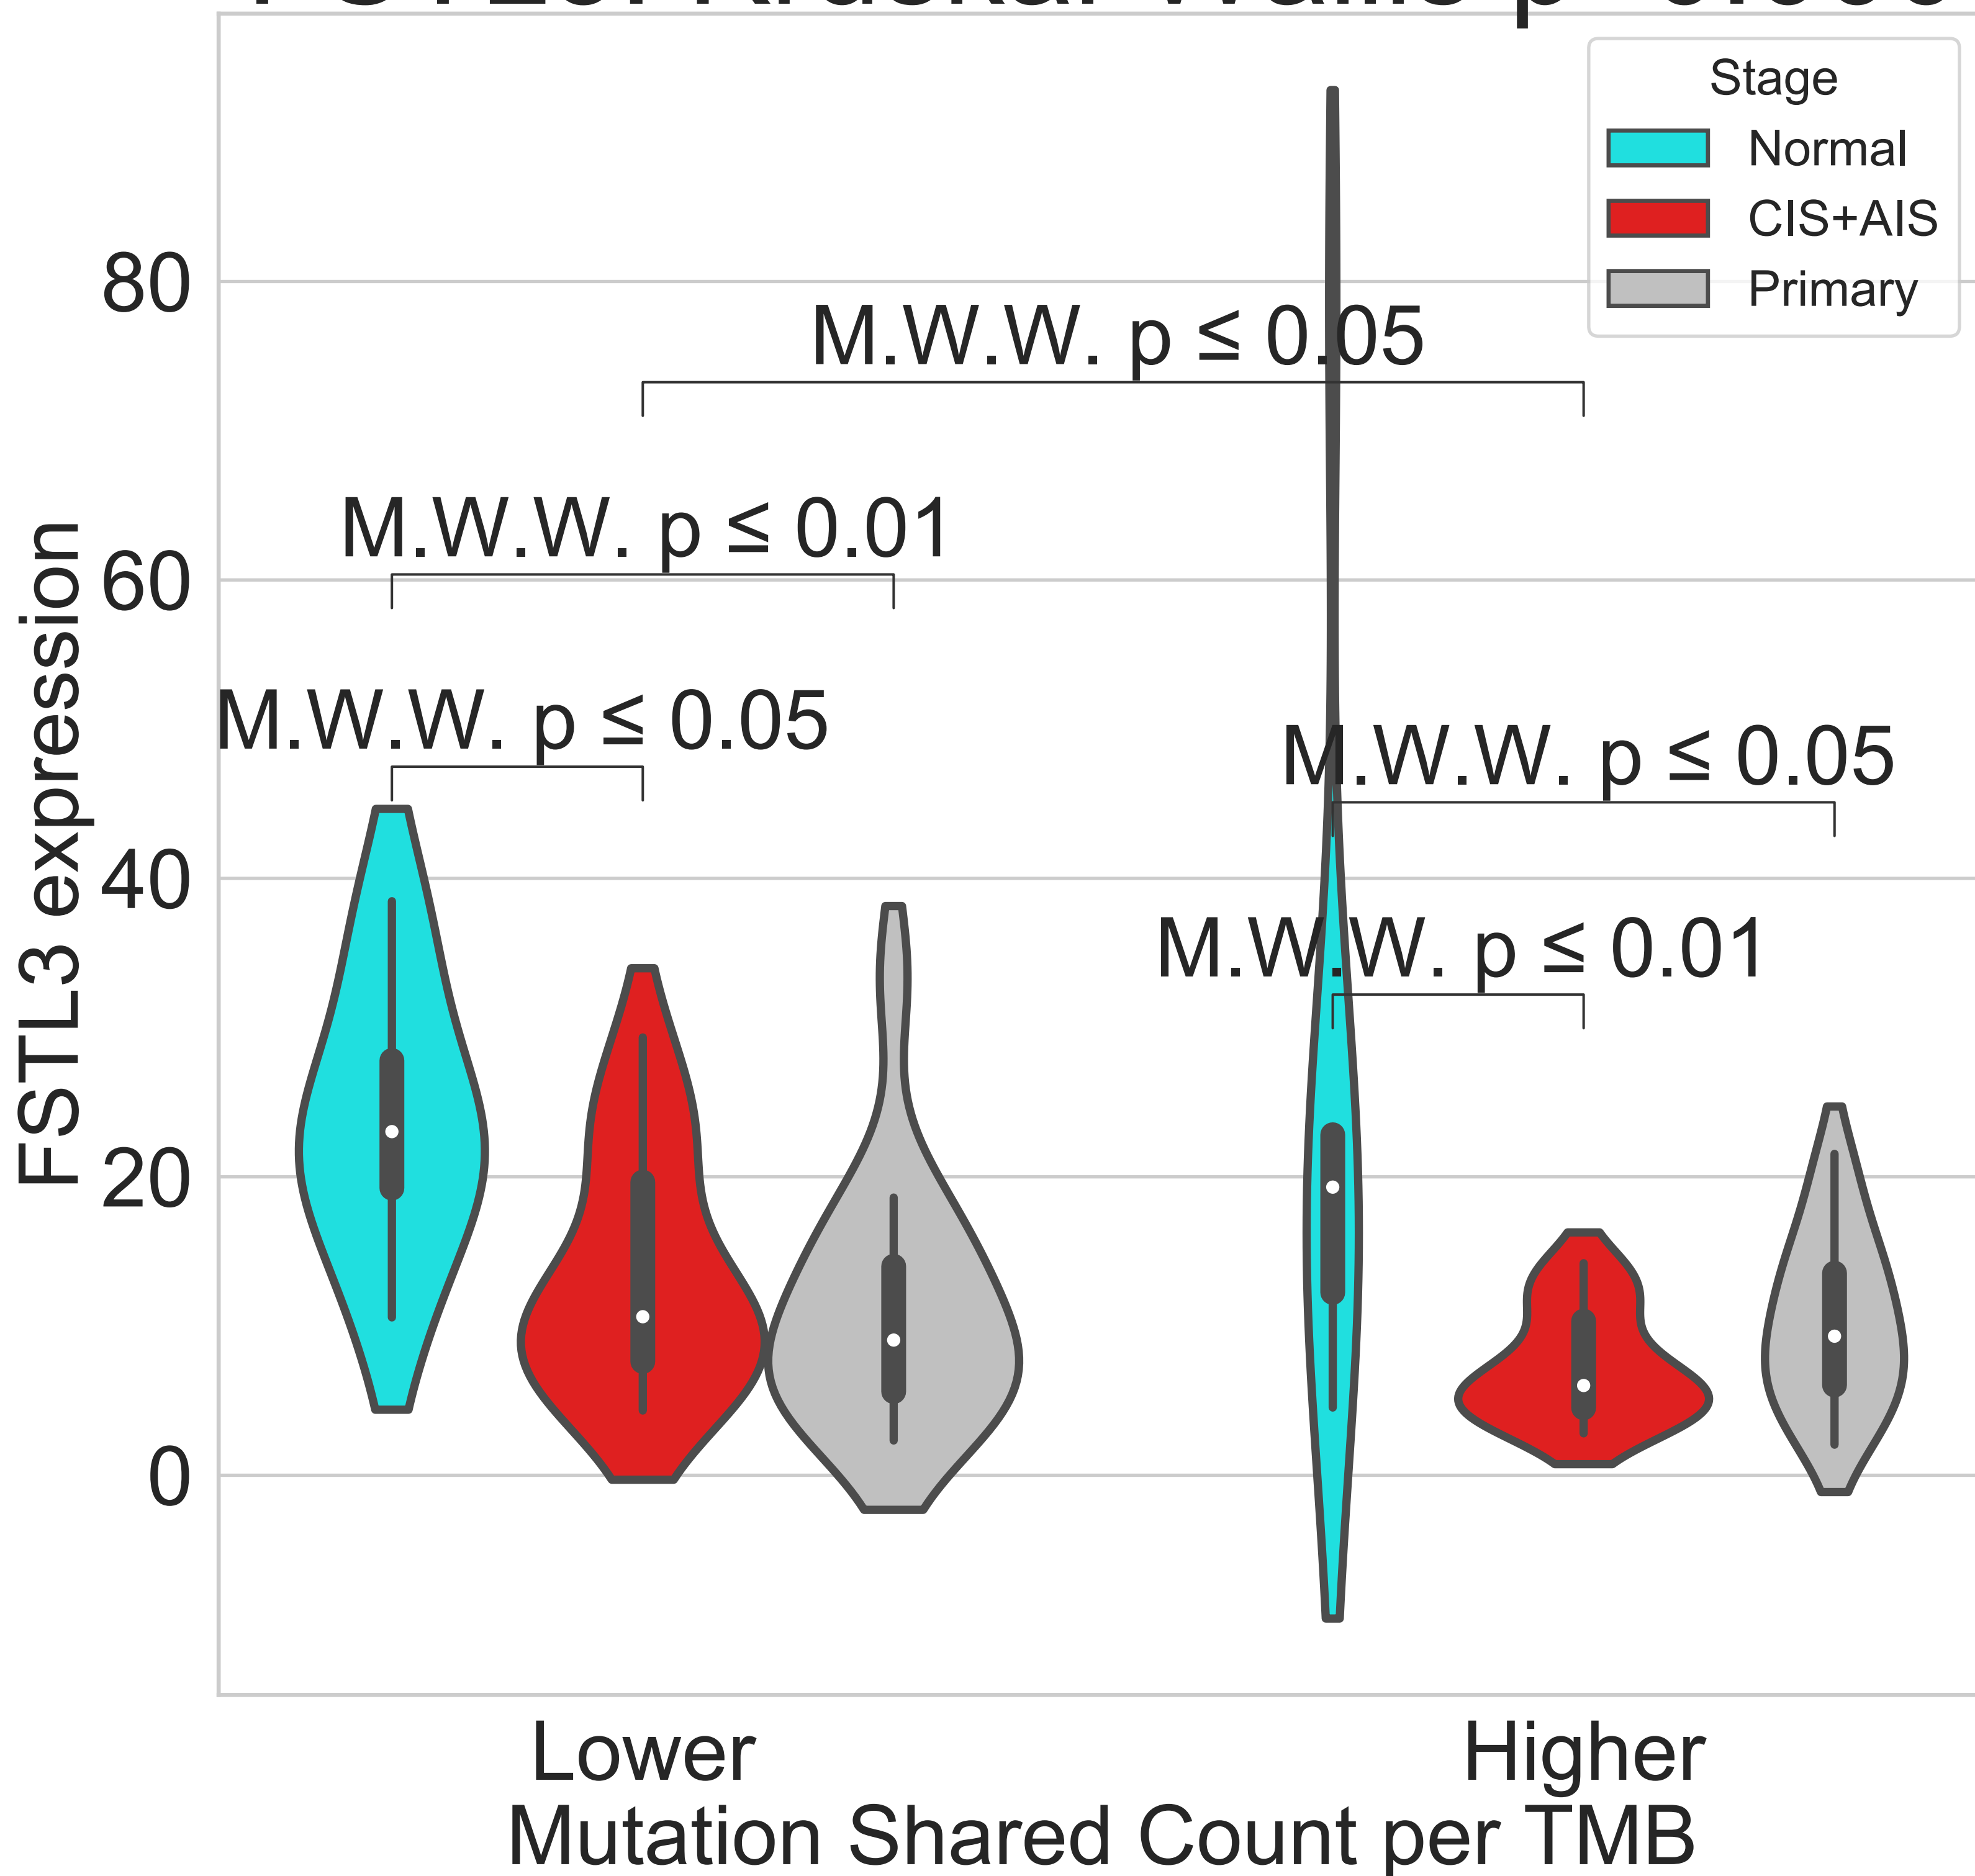 Stage
Normal
CIS+AIS
Primary
80
60
40
20
0
FSTL3 expression
M.W.W. p ≤ 0.05
M.W.W. p ≤ 0.01
M.W.W. p ≤ 0.05
M.W.W. p ≤ 0.05
M.W.W. p ≤ 0.01
Lower
Higher
Mutation Shared Count per TMB